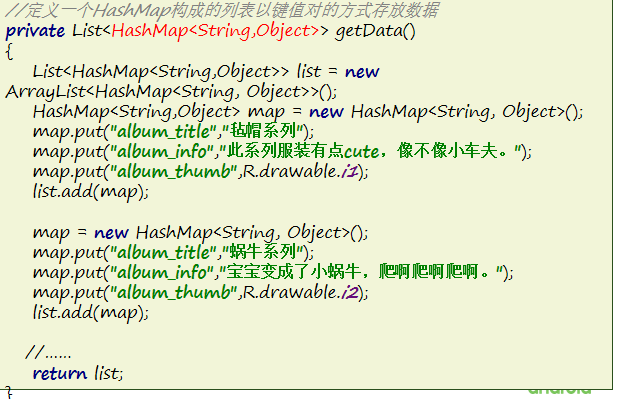 //定义一个HashMap构成的列表以键值对的方式存放数据
private List<HashMap<String,Object>> getData()
{
List<HashMap<String,Object>> list = new
ArrayList<HashMap<String, Object>>();
HashMap<String,Object> map = new HashMap<String, Object>();
map.put("album_title","毡帽系列");
map.put("album_info","此系列服装有点cute，像不像小车夫。");
map.put("album_thumb",R.drawable.i1);
list.add(map);
map = new HashMap<String, Object>();
map.put("album_title","蜗牛系列");
map.put("album_info","宝宝变成了小蜗牛，爬啊爬啊爬啊。");
map.put("album_thumb",R.drawable.i2);
list.add(map);
//……
return list;
}
android